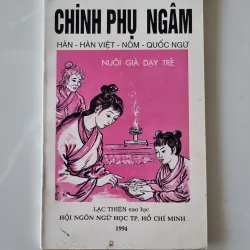 CHINH PHỤ NGÂM
HÁN - HÁN VIỆT - NÔM - QUỐC NGỮ
NUÔI GIÀ DẠY TRẺ
LẠC THIỆN sao lục
HỘI NGÔN NGỮ HỌC TP. HỒ CHÍ MINH
1994